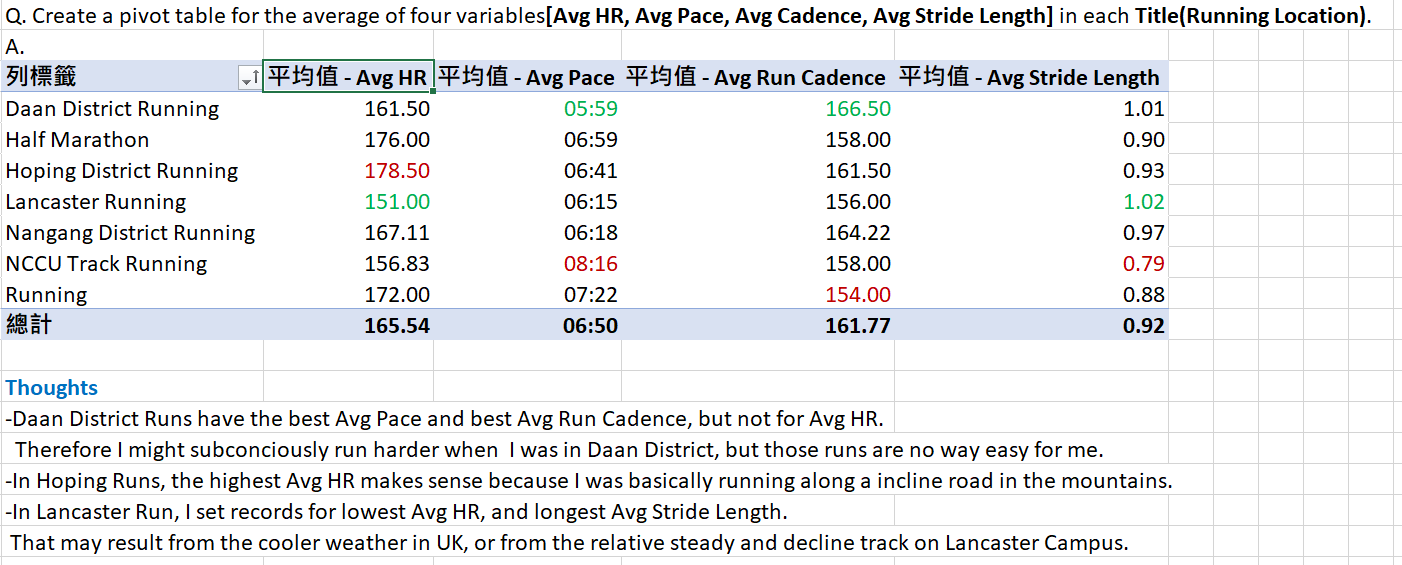 Q. Create a pivot table for the average of four variables[Avg HR, Avg Pace, Avg Cadence, Avg Stride Length] in each Title(Running Location).
A.
列標籤 平均值 - Avg HR 平均值 - Avg Pace 平均值 - Avg Run Cadence 平均值 - Avg Stride Length
Daan District Running 161.50 05:59 166.50 1.01
Half Marathon 176.00 06:59 158.00 0.90
Hoping District Running 178.50 06:41 161.50 0.93
Lancaster Running 151.00 06:15 156.00 1.02
Nangang District Running 167.11 06:18 164.22 0.97
NCCU Track Running 156.83 08:16 158.00 0.79
Running 172.00 07:22 154.00 0.88
總計 165.54 06:50 161.77 0.92
Thoughts
-Daan District Runs have the best Avg Pace and best Avg Run Cadence, but not for Avg HR.
Therefore I might subconciously run harder when I was in Daan District, but those runs are no way easy for me.
-In Hoping Runs, the highest Avg HR makes sense because I was basically running along a incline road in the mountains.
-In Lancaster Run, I set records for lowest Avg HR, and longest Avg Stride Length.
That may result from the cooler weather in UK, or from the relative steady and decline track on Lancaster Campus.